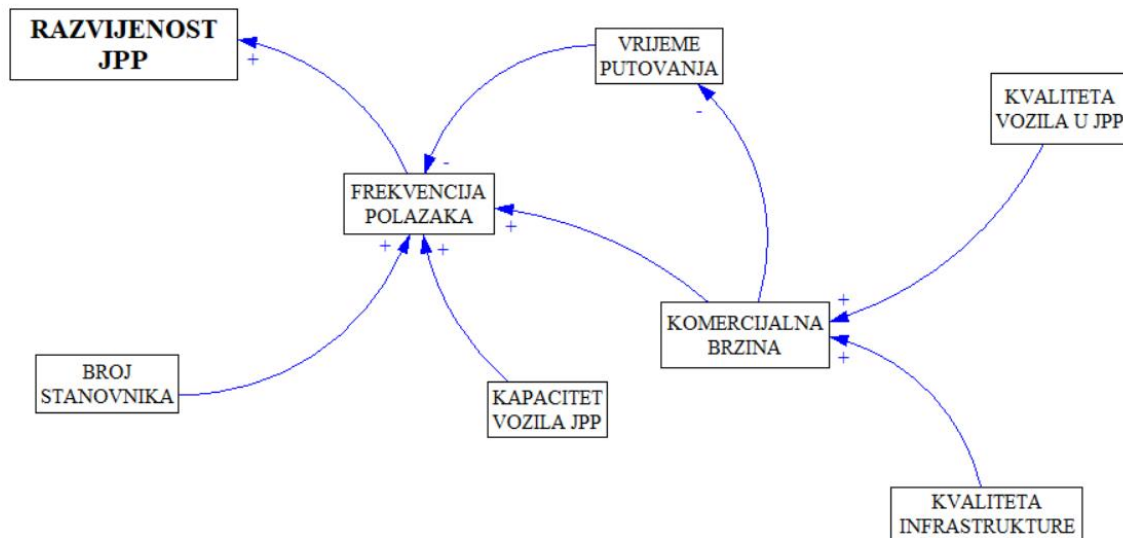 RAZVIJENOST
JPP
+
VRIJEME
PUTOVANJA
-
KVALITETA
VOZILA U JPP
-
FREKVENCIJA
POLAZAKA
+
+
+
+
KOMERCIJALNA
BRZINA
+
BROJ
STANOVNIKA
KAPACITET
VOZILA JPP
KVALITETA
INFRASTRUKTURE